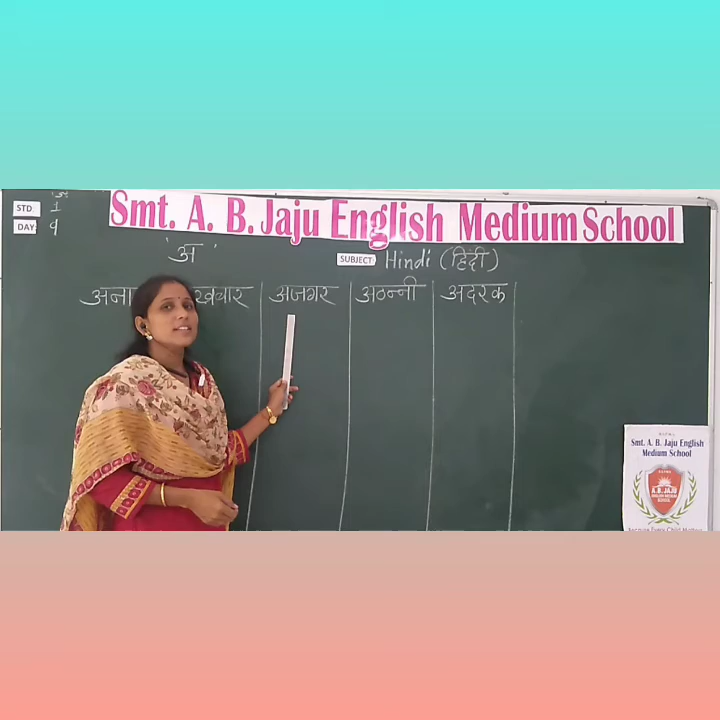 Smt. A. B. Jaju English Medium School
STD 1
DAY: 9
'अ'
SUBJECT: Hindi (हिंदी)
अजगर अठन्नी अदरक
Smt. A. B. Jaju English
Medium School
A.B. JAJU